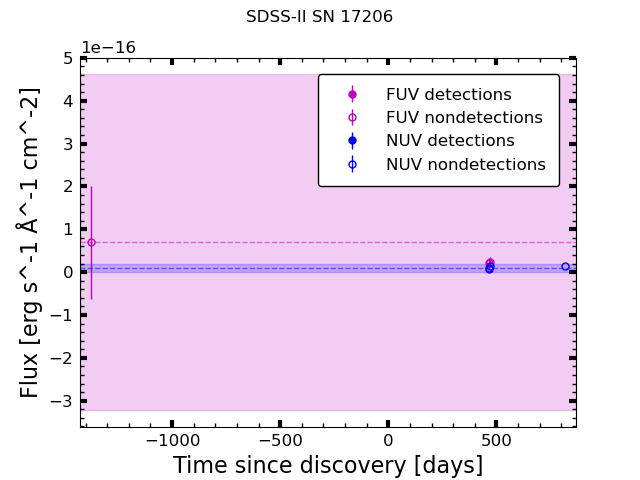 SDSS-II SN 17206
1e−16
5
4
3
2
1
0
−1
−2
−3
Flux [erg s^-1 Å^-1 cm^-2]
FUV detections
FUV nondetections
NUV detections
NUV nondetections
−1000 −500 0 500
Time since discovery [days]